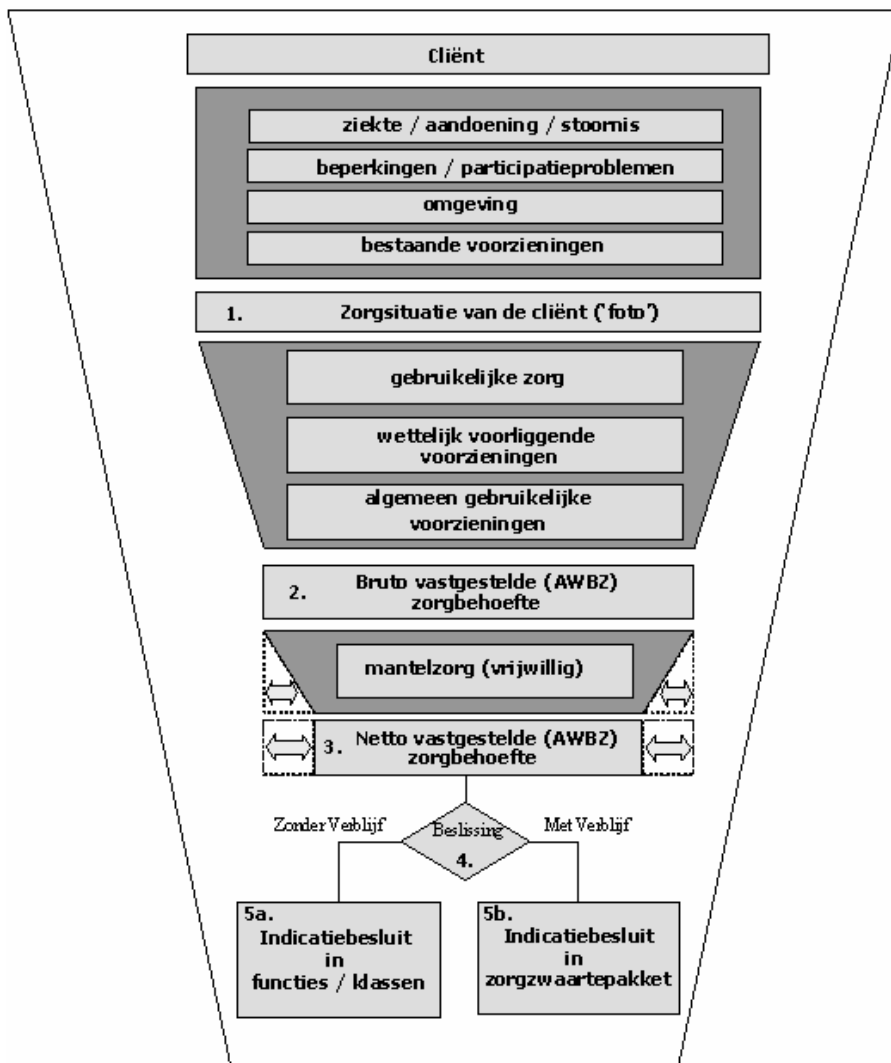 Cliënt
ziekte / aandoening / stoornis
beperkingen / participatieproblemen
omgeving
bestaande voorzieningen
1. Zorgsituatie van de cliënt ('foto')
gebruikelijke zorg
wettelijk voorliggende
voorzieningen
algemeen gebruikelijke
voorzieningen
2. Bruto vastgestelde (AWBZ)
zorgbehoefte
mantelzorg (vrijwillig)
3. Netto vastgestelde (AWBZ)
zorgbehoefte
Zonder Verblijf
Beslissing
4.
Met Verblijf
5a.
Indicatiebesluit
in
functies / klassen
5b.
Indicatiebesluit
in
zorgzwaartepakket